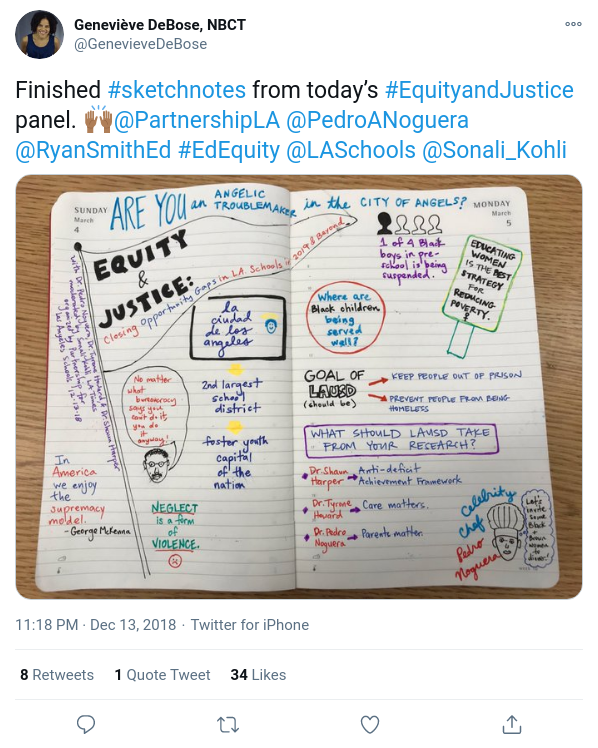 Geneviève DeBose, NBCT
@GenevieveDeBose
Finished #sketchnotes from today's #EquityandJustice
panel. 🙌🏾@PartnershipLA @PedroANoguera
@RyanSmithEd #EdEquity @LASchools @Sonali_Kohli
SUNDAY
March
4
ARE YOU an ANGELIC
TROUBLEMAKER
in the CITY OF ANGELS?
MONDAY
March
5
EQUITY
&
JUSTICE:
Closing Opportunity Gaps in L.A. Schools in 2019 & Beyond
with Dr. Pedro Noguera, Dr. Tyrone Howard & Dr. Shaun Harper
moderated by Sonali Kohli, LA Times
organized by Partnership for
Los Angeles Schools 12-13-18
la
ciudad
de los
angeles
2nd largest
school
district
foster youth
capital
of the
nation
No matter
what
bureaucracy
says you
can't do it
you do
it
anyway!
In
America
we enjoy
the
supremacy
model.
-George McKenna
NEGLECT
is a form
of
VIOLENCE.
1 of 4 Black
boys in pre-
school is being
suspended.
EDUCATING
WOMEN
IS THE BEST
STRATEGY
FOR
REDUCING
POVERTY.
Where are
Black children
being
served
well?
GOAL OF
LAUSD
(should be)
KEEP PEOPLE OUT OF PRISON
PREVENT PEOPLE FROM BEING
HOMELESS
WHAT SHOULD LAUSD TAKE
FROM YOUR RESEARCH?
Dr. Shaun
Harper
Anti-deficit
Achievement Framework
Dr. Tyrone
Howard
Care matters.
Dr. Pedro
Noguera
Parents matter.
Celebrity
Chef
Pedro
Noguera
Let's
invite
some
Black
+
Brown
women
to
dinner!
11:18 PM · Dec 13, 2018 · Twitter for iPhone
8 Retweets 1 Quote Tweet 34 Likes